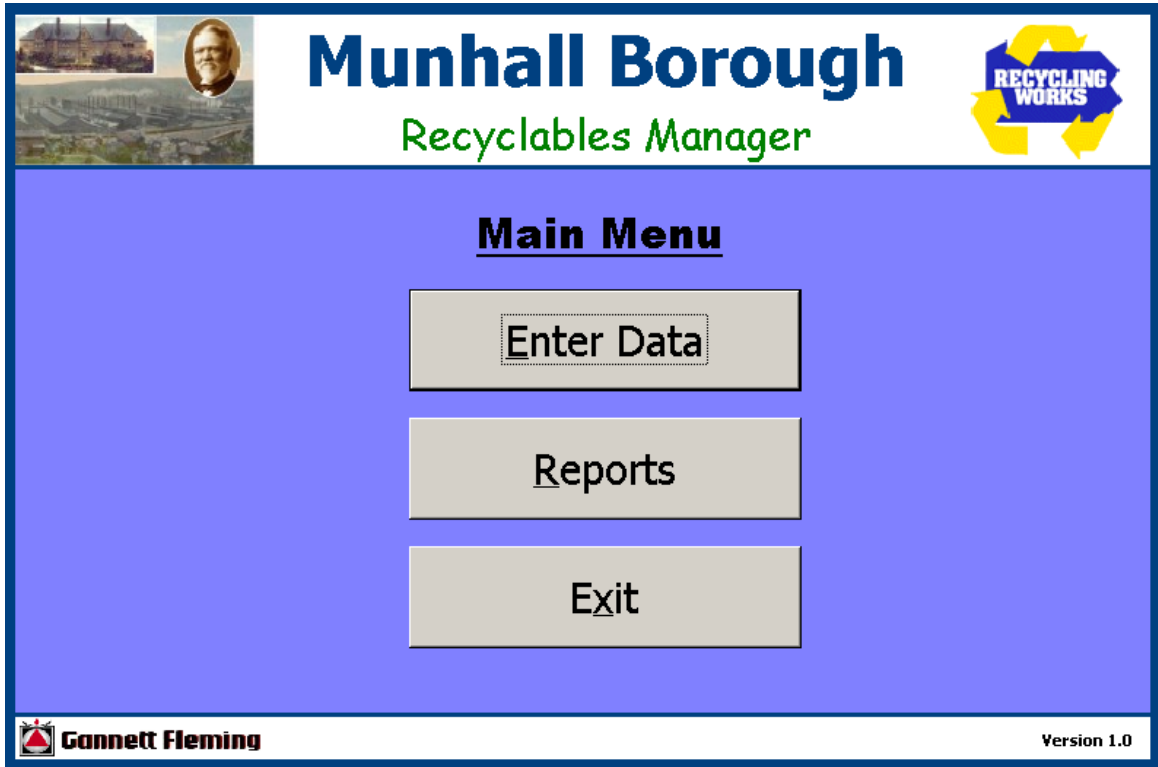 Munhall Borough
Recyclables Manager
RECYCLING
WORKS
Main Menu
Enter Data
Reports
Exit
Gannett Fleming
Version 1.0